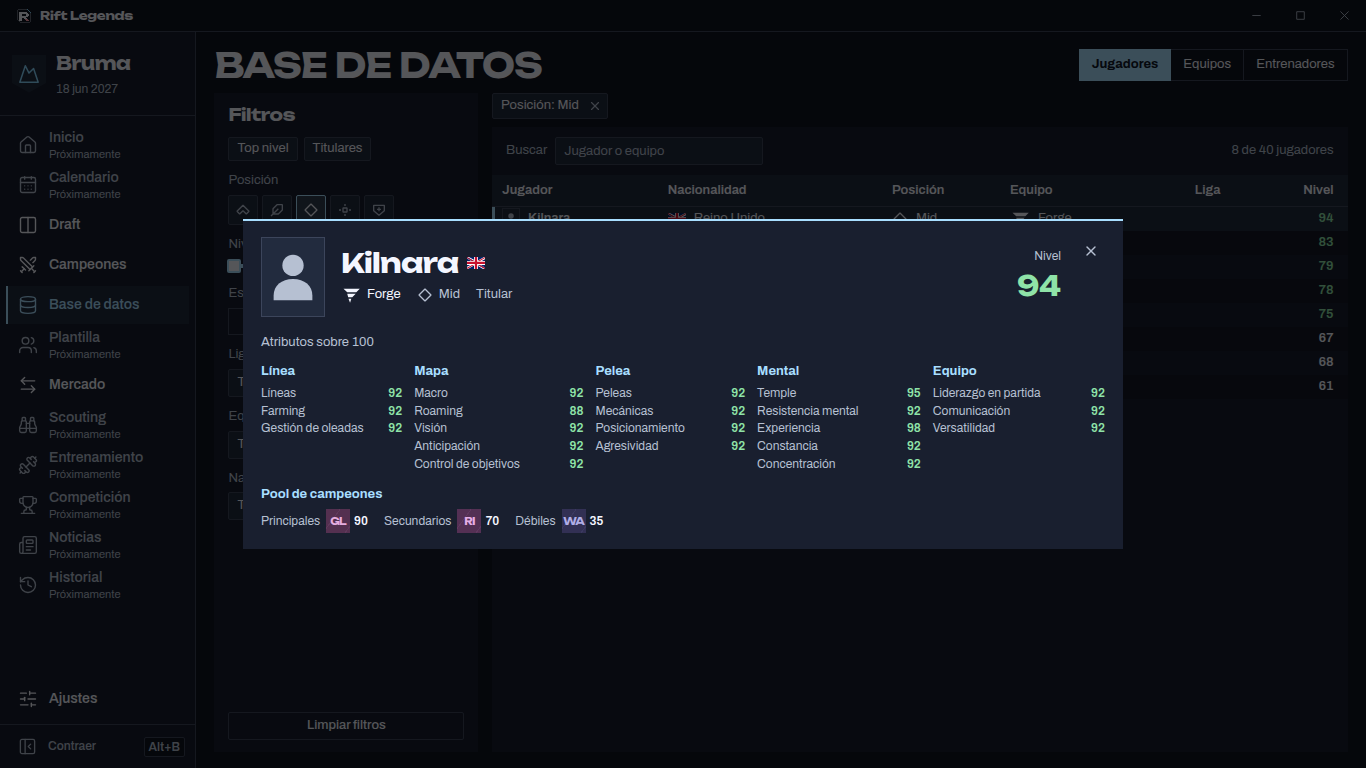 Rift Legends
Bruma
18 jun 2027
Inicio
Próximamente
Calendario
Próximamente
Draft
Campeones
Base de datos
Plantilla
Próximamente
Mercado
Scouting
Próximamente
Entrenamiento
Próximamente
Competición
Próximamente
Noticias
Próximamente
Historial
Próximamente
Ajustes
Contraer Alt+B
BASE DE DATOS
Jugadores Equipos Entrenadores
Filtros
Top nivel Titulares
Posición
Limpiar filtros
Posición: Mid
Buscar Jugador o equipo 8 de 40 jugadores
Jugador Nacionalidad Posición Equipo Liga Nivel
Kilnara Reino Unido Mid Forge 94
83
79
78
75
67
68
61
Kilnara
Forge Mid Titular
Nivel
94
Atributos sobre 100
Línea Mapa Pelea Mental Equipo
Líneas 92 Macro 92 Peleas 92 Temple 95 Liderazgo en partida 92
Farming 92 Roaming 88 Mecánicas 92 Resistencia mental 92 Comunicación 92
Gestión de oleadas 92 Visión 92 Posicionamiento 92 Experiencia 98 Versatilidad 92
Anticipación 92 Agresividad 92 Constancia 92
Control de objetivos 92 Concentración 92
Pool de campeones
Principales GL 90 Secundarios RI 70 Débiles WA 35